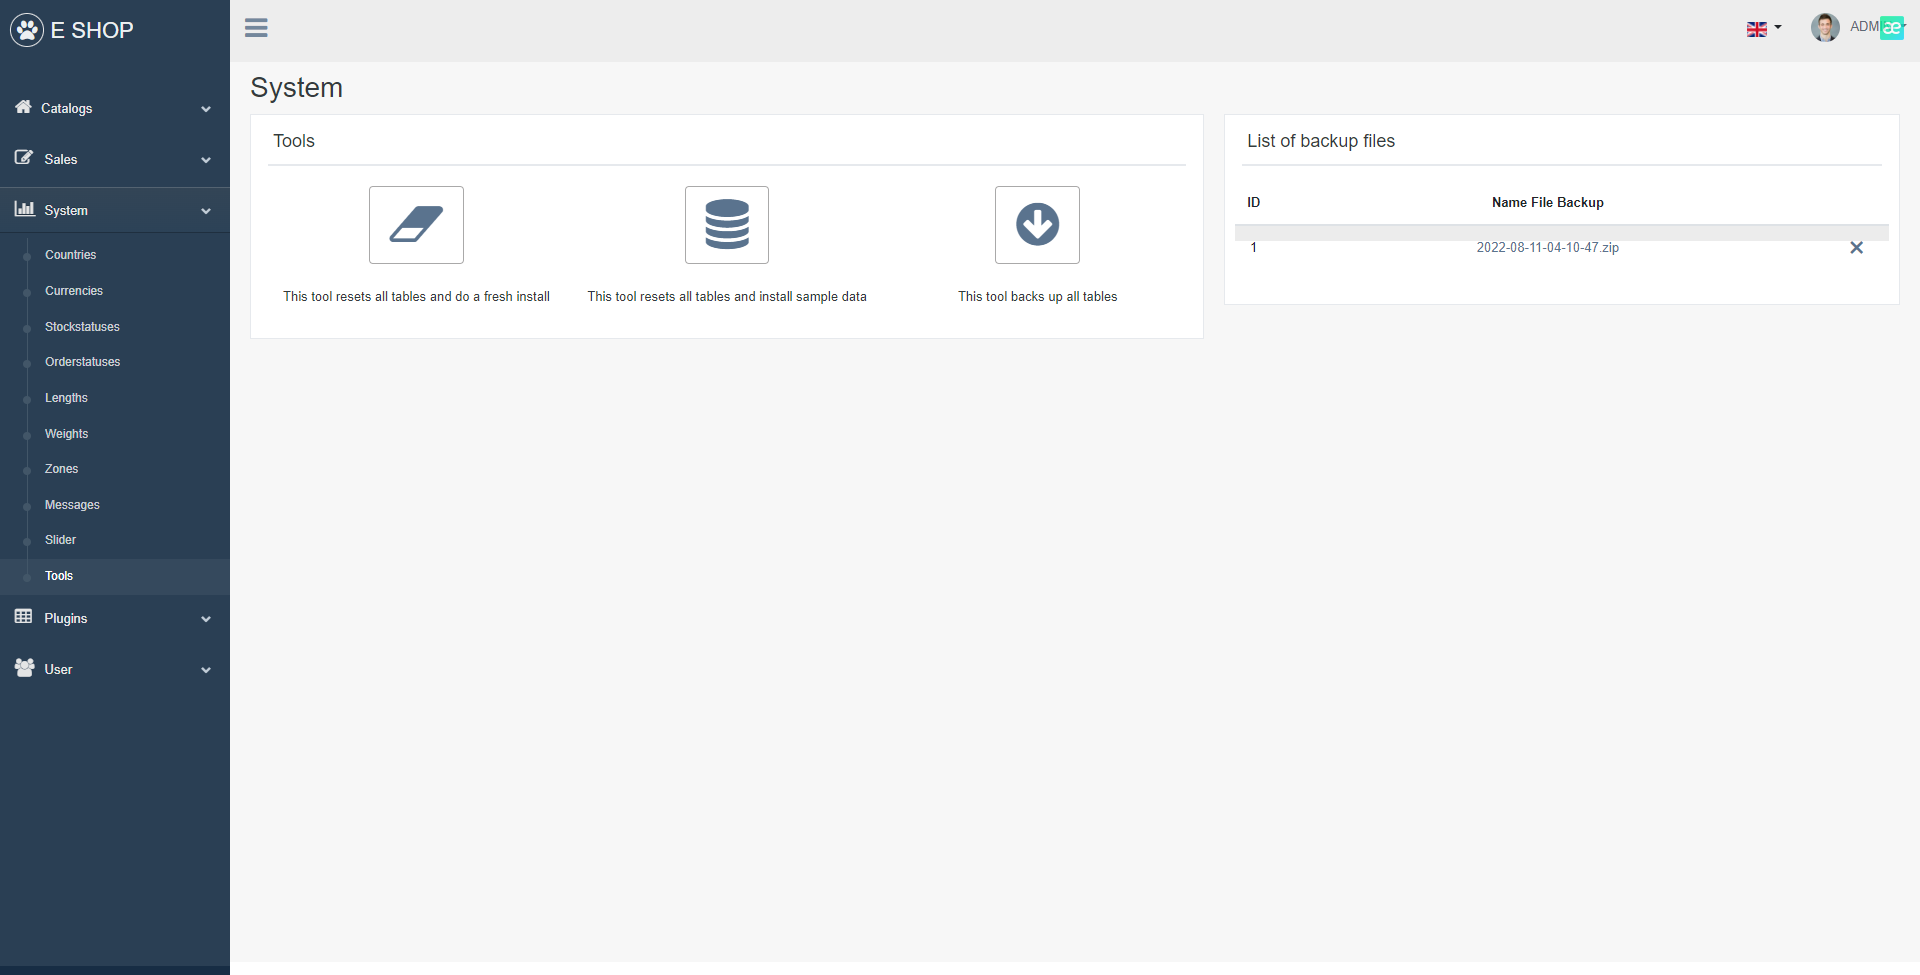 E SHOP
ADM
æ
Catalogs
Sales
System
Countries
Currencies
Stockstatuses
Orderstatuses
Lengths
Weights
Zones
Messages
Slider
Tools
Plugins
User
System
Tools
This tool resets all tables and do a fresh install
This tool resets all tables and install sample data
This tool backs up all tables
List of backup files
ID Name File Backup
1 2022-08-11-04-10-47.zip